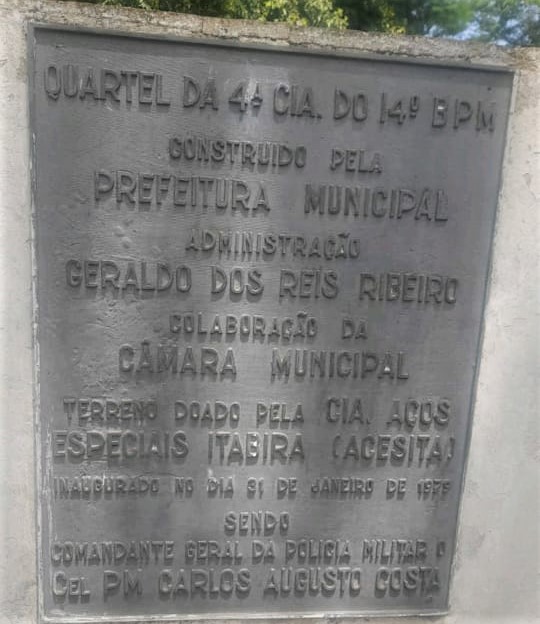 QUARTEL DA 4ª CIA. DO 14º BPM
CONSTRUIDO PELA
PREFEITURA MUNICIPAL
ADMINISTRAÇÃO
GERALDO DOS REIS RIBEIRO
COLABORAÇÃO DA
CÂMARA MUNICIPAL
TERRENO DOADO PELA CIA. AÇOS
ESPECIAIS ITABIRA (ACESITA)
INAUGURADO NO DIA 31 DE JANEIRO DE
SENDO
COMANDANTE GERAL DA POLÍCIA MILITAR O
Cel PM CARLOS AUGUSTO COSTA